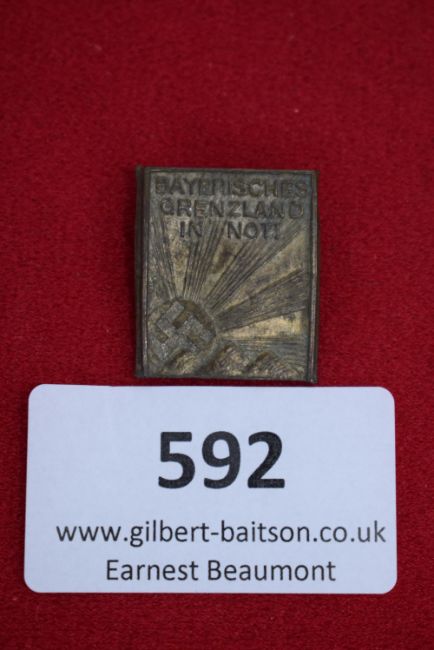 BAYERISCHES
GRENZLAND
IN NOT!
592
www.gilbert-baitson.co.uk
Earnest Beaumont